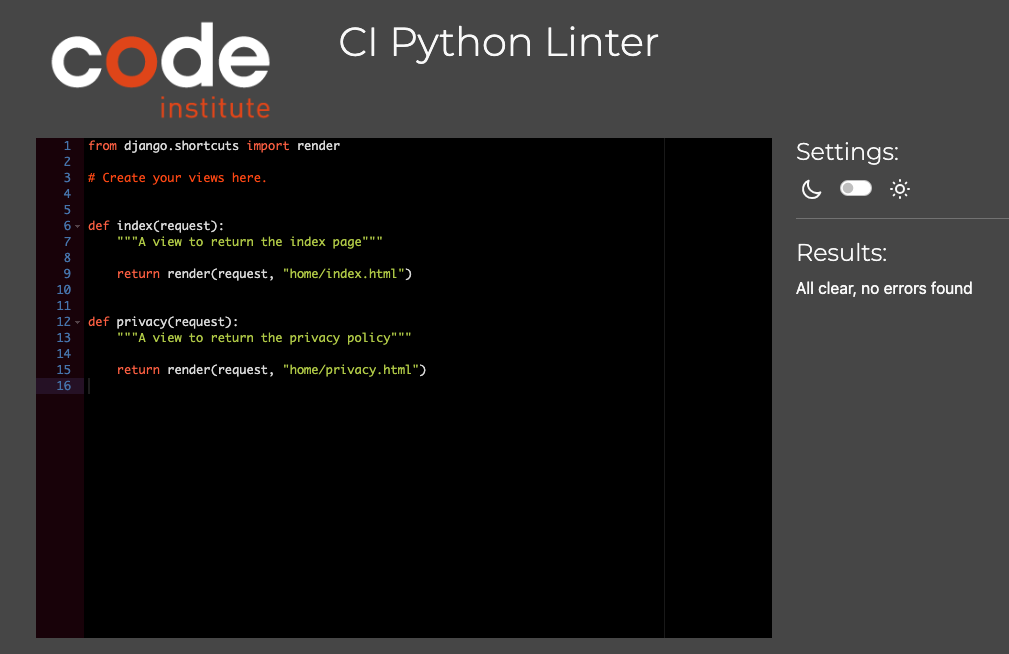 code
institute
CI Python Linter
1 from django.shortcuts import render
2
3 # Create your views here.
4
5
6 def index(request):
7     """A view to return the index page"""
8
9     return render(request, "home/index.html")
10
11
12 def privacy(request):
13     """A view to return the privacy policy"""
14
15     return render(request, "home/privacy.html")
16
Settings:
Results:
All clear, no errors found